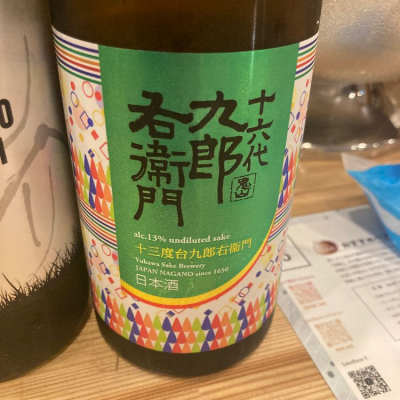 十六代
九郎
右衛門
alc.13% undiluted sake
十三度台九郎右衛門
Yukawa Sake Brewery
JAPAN NAGANO since 1650
日本酒